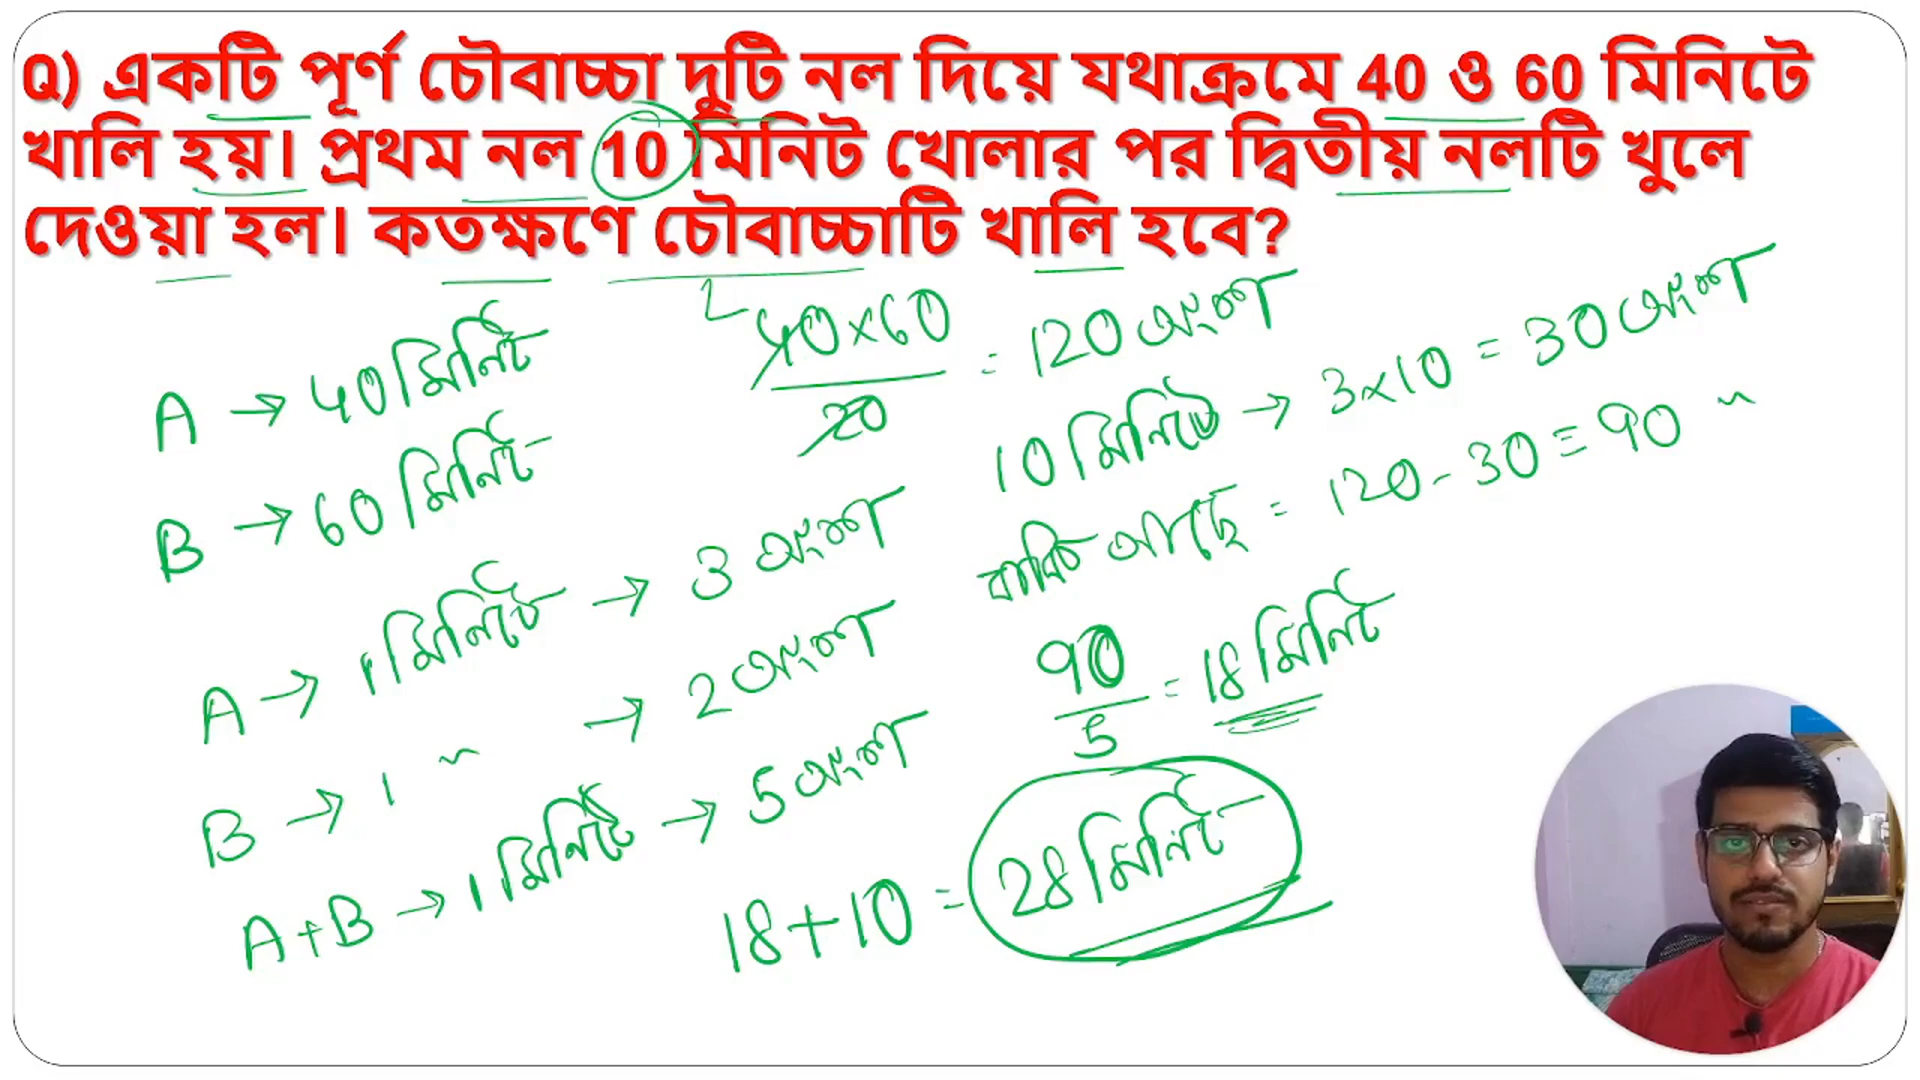 Q) একটি পূর্ণ চৌবাচ্চা দুটি নল দিয়ে যথাক্রমে 40 ও 60 মিনিটে
খালি হয়। প্রথম নল 10 মিনিট খোলার পর দ্বিতীয় নলটি খুলে
দেওয়া হল। কতক্ষণে চৌবাচ্চাটি খালি হবে?
A → 40 মিনিট
B → 60 মিনিট
A → 1 মিনিটে → 3 অংশ
B → 1 " → 2 অংশ
A+B → 1 মিনিটে → 5 অংশ
2
40×60
20
= 120 অংশ
10 মিনিটে → 3×10 = 30 অংশ
বাকি আছে = 120 - 30 = 90 "
90
5
= 18 মিনিট
18+10 = 28 মিনিট